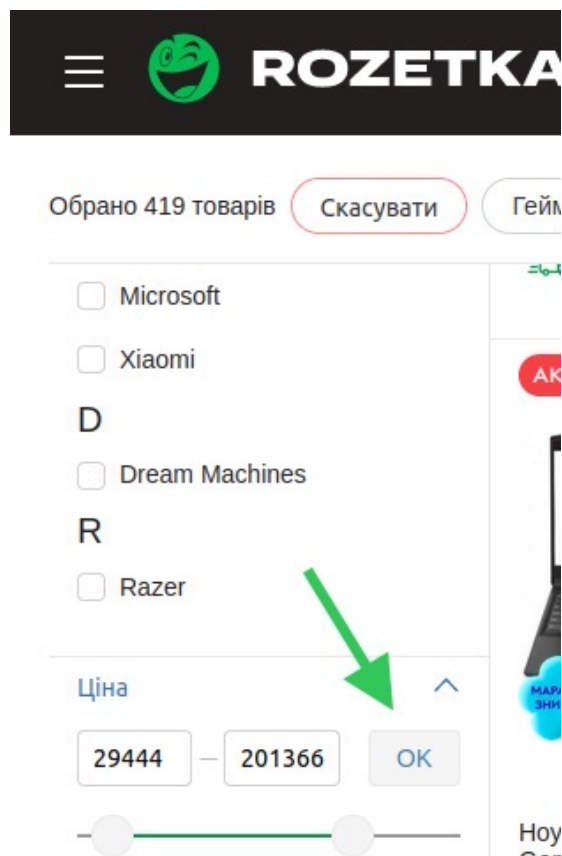 ROZETKA
Обрано 419 товарів
Скасувати
Microsoft
Xiaomi
D
Dream Machines
R
Razer
Ціна
29444 – 201366 OK